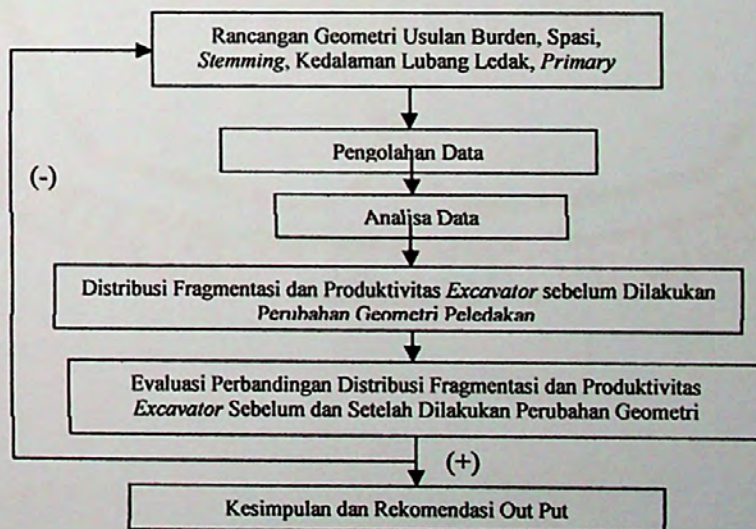 Rancangan Geometri Usulan Burden, Spasi,
Stemming, Kedalaman Lubang Ledak, Primary
Pengolahan Data
(-)
Analisa Data
Distribusi Fragmentasi dan Produktivitas Excavator sebelum Dilakukan
Perubahan Geometri Peledakan
Evaluasi Perbandingan Distribusi Fragmentasi dan Produktivitas
Excavator Sebelum dan Setelah Dilakukan Perubahan Geometri
(+)
Kesimpulan dan Rekomendasi Out Put